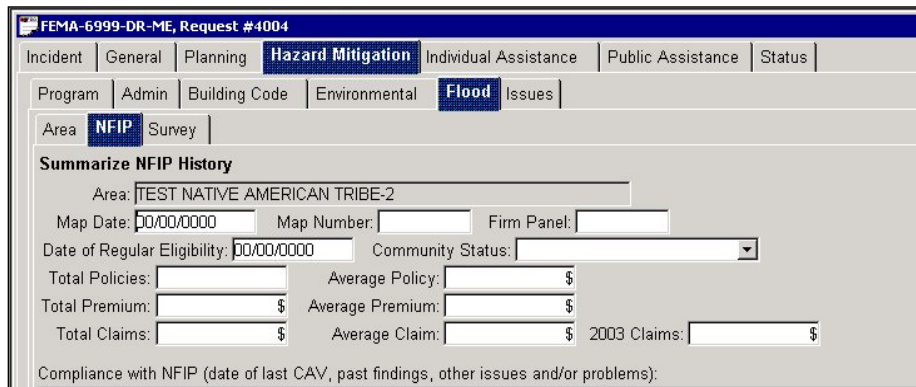 FEMA-6999-DR-ME, Request #4004
Incident General Planning Hazard Mitigation Individual Assistance Public Assistance Status
Program Admin Building Code Environmental Flood Issues
Area NFIP Survey
Summarize NFIP History
Area: TEST NATIVE AMERICAN TRIBE-2
Map Date: 00/00/0000 Map Number: Firm Panel:
Date of Regular Eligibility: 00/00/0000 Community Status:
Total Policies: Average Policy: $
Total Premium: $ Average Premium: $
Total Claims: $ Average Claim: $ 2003 Claims: $
Compliance with NFIP (date of last CAV, past findings, other issues and/or problems):